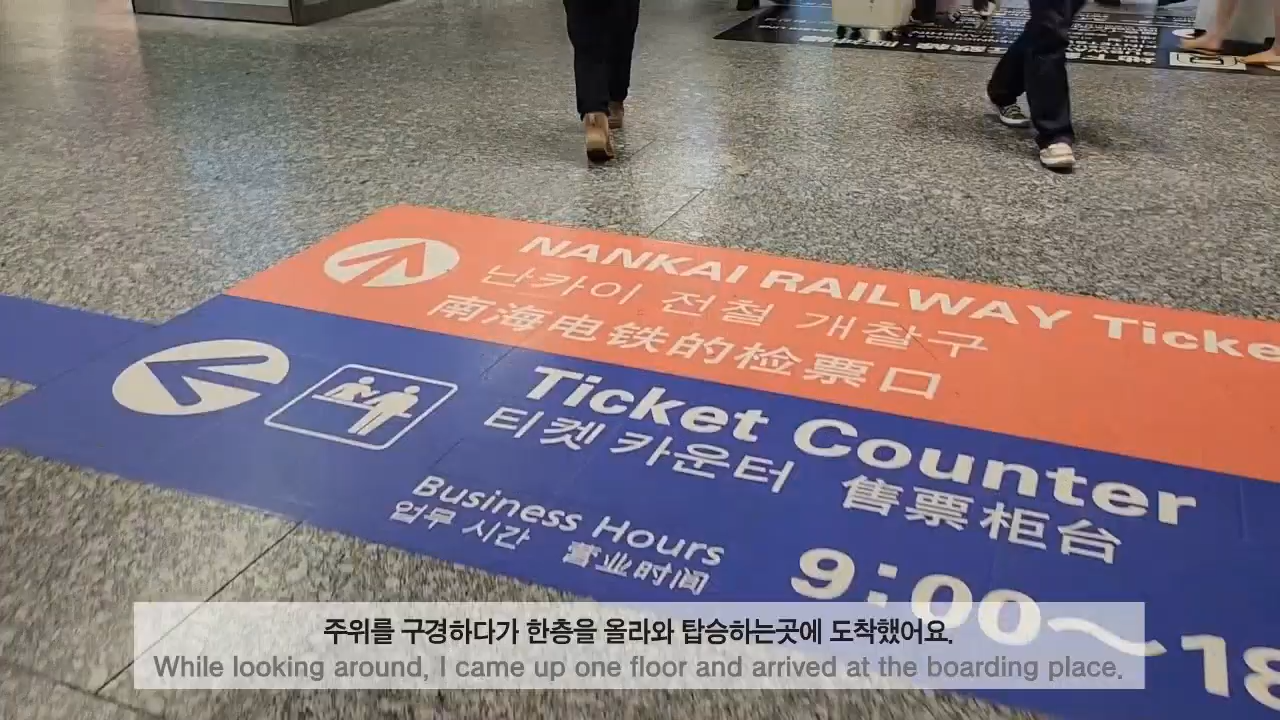 NANKAI RAILWAY Ticke
난카이 전철 개찰구
南海电铁的检票口
Ticket Counter
티켓 카운터 售票柜台
Business Hours
업무 시간 营业时间
9:00～18
주위를 구경하다가 한층을 올라와 탑승하는곳에 도착했어요.
While looking around, I came up one floor and arrived at the boarding place.